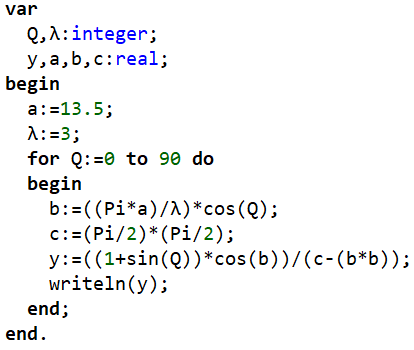 var
  Q,λ:integer;
  y,a,b,c:real;
begin
  a:=13.5;
  λ:=3;
  for Q:=0 to 90 do
  begin
    b:=((Pi*a)/λ)*cos(Q);
    c:=(Pi/2)*(Pi/2);
    y:=((1+sin(Q))*cos(b))/(c-(b*b));
    writeln(y);
  end;
end.